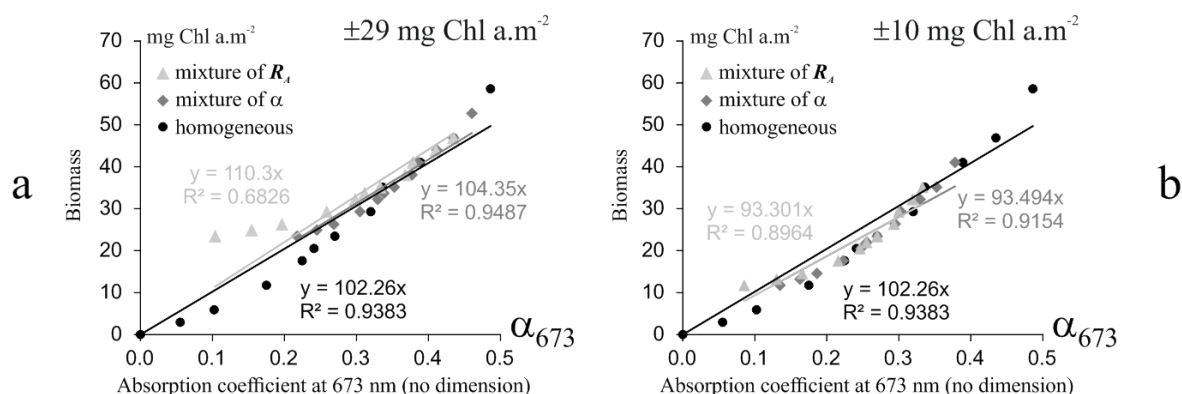 a
mg Chl a.m-2
±29 mg Chl a.m-2
70
60
50
40
30
20
10
0
Biomass
mixture of RA
mixture of α
homogeneous
y = 110.3x
R² = 0.6826
y = 104.35x
R² = 0.9487
y = 102.26x
R² = 0.9383
α673
0.0 0.1 0.2 0.3 0.4 0.5
Absorption coefficient at 673 nm (no dimension)
b
mg Chl a.m-2
±10 mg Chl a.m-2
70
60
50
40
30
20
10
0
Biomass
mixture of RA
mixture of α
homogeneous
y = 93.301x
R² = 0.8964
y = 93.494x
R² = 0.9154
y = 102.26x
R² = 0.9383
α673
0.0 0.1 0.2 0.3 0.4 0.5
Absorption coefficient at 673 nm (no dimension)